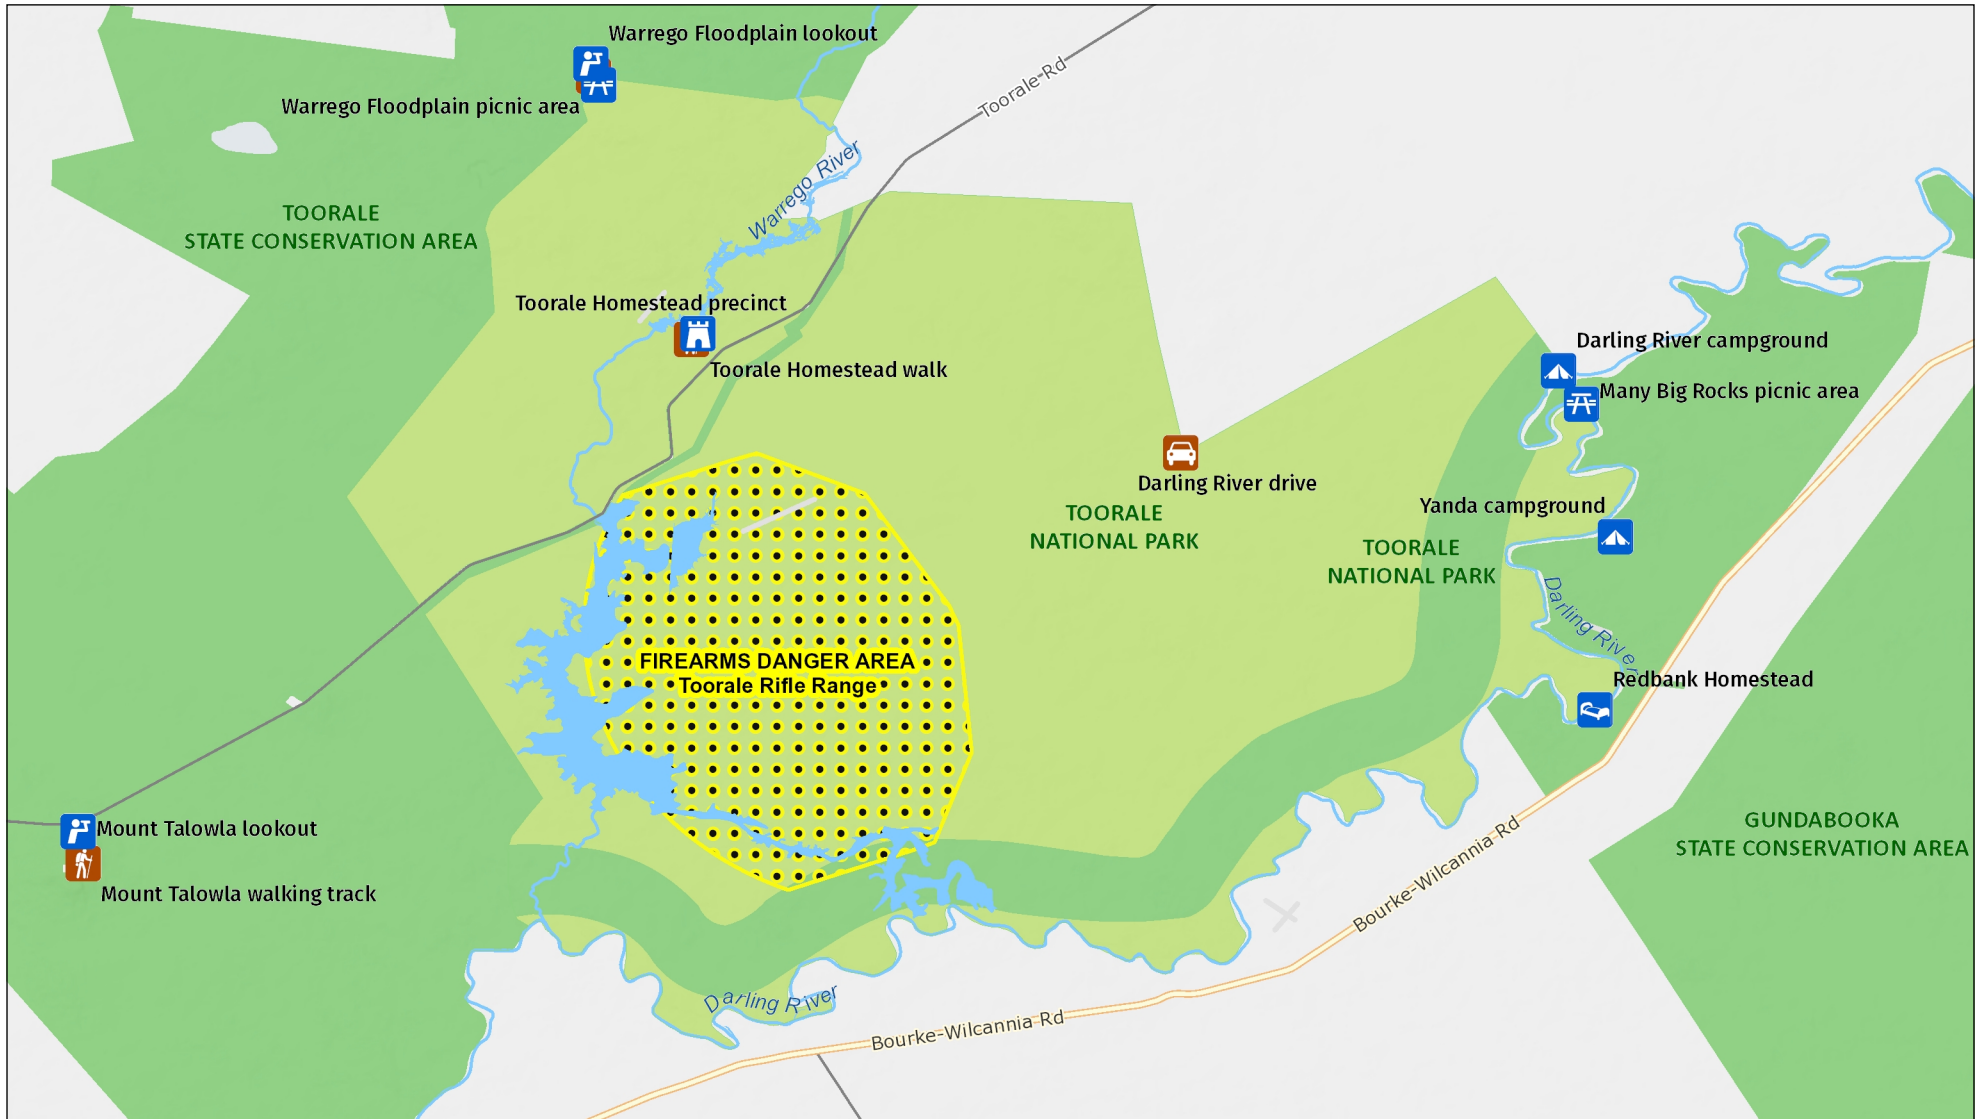 Warrego Floodplain lookout
Toorale Rd
Warrego Floodplain picnic area
Warrego River
TOORALE
STATE CONSERVATION AREA
Toorale Homestead precinct
Toorale Homestead walk
Darling River campground
Many Big Rocks picnic area
Darling River drive
TOORALE
NATIONAL PARK
Yanda campground
TOORALE
NATIONAL PARK
Darling River
FIREARMS DANGER AREA
Toorale Rifle Range
Redbank Homestead
Mount Talowla lookout
Mount Talowla walking track
GUNDABOOKA
STATE CONSERVATION AREA
Bourke-Wilcannia Rd
Darling River
Bourke-Wilcannia Rd